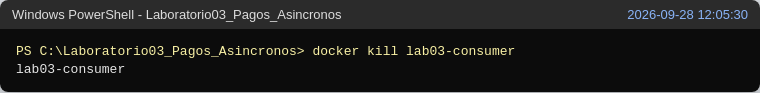 Windows PowerShell - Laboratorio03_Pagos_Asincronos
2026-09-28 12:05:30
PS C:\Laboratorio03_Pagos_Asincronos> docker kill lab03-consumer
lab03-consumer